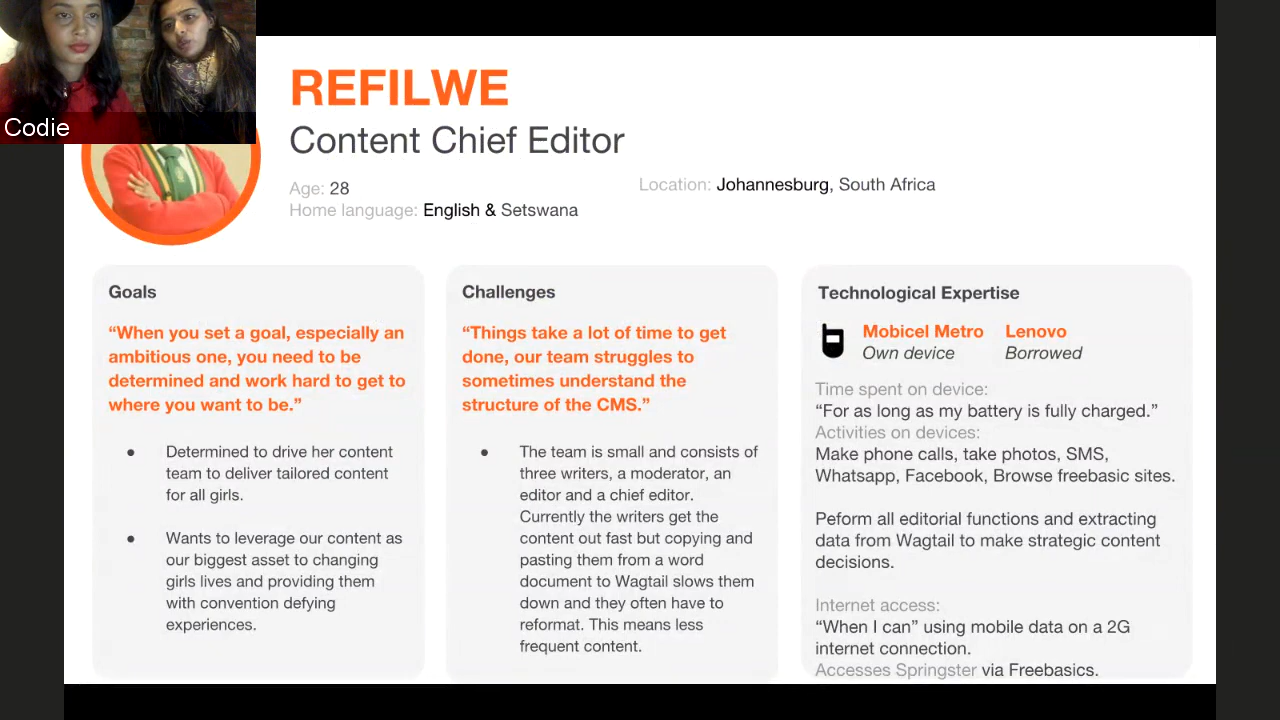 Codie
REFILWE
Content Chief Editor
Age: 28
Location: Johannesburg, South Africa
Home language: English & Setswana
Goals
“When you set a goal, especially an
ambitious one, you need to be
determined and work hard to get to
where you want to be.”
● Determined to drive her content
team to deliver tailored content
for all girls.
● Wants to leverage our content as
our biggest asset to changing
girls lives and providing them
with convention defying
experiences.
Challenges
“Things take a lot of time to get
done, our team struggles to
sometimes understand the
structure of the CMS.”
● The team is small and consists of
three writers, a moderator, an
editor and a chief editor.
Currently the writers get the
content out fast but copying and
pasting them from a word
document to Wagtail slows them
down and they often have to
reformat. This means less
frequent content.
Technological Expertise
Mobicel Metro Lenovo
Own device Borrowed
Time spent on device:
“For as long as my battery is fully charged.”
Activities on devices:
Make phone calls, take photos, SMS,
Whatsapp, Facebook, Browse freebasic sites.
Peform all editorial functions and extracting
data from Wagtail to make strategic content
decisions.
Internet access:
“When I can” using mobile data on a 2G
internet connection.
Accesses Springster via Freebasics.